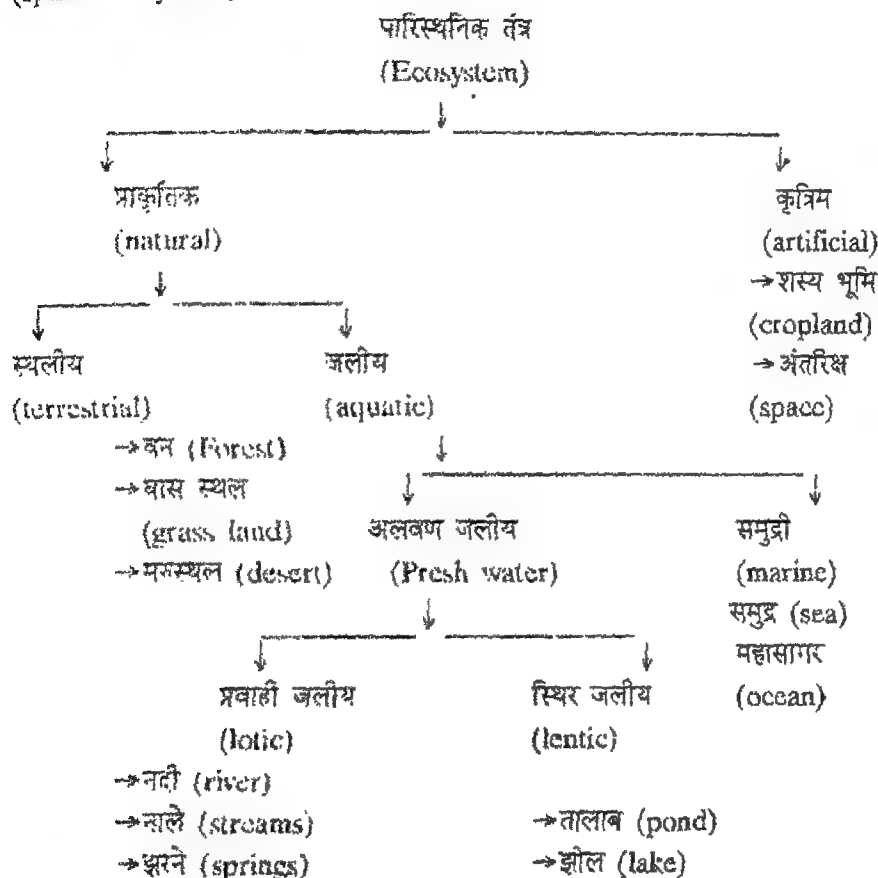 पारिस्थनिक तंत्र
(Ecosystem)
प्राकृतिक
(natural)
कृत्रिम
(artificial)
→शस्य भूमि
(cropland)
→अंतरिक्ष
(space)
स्थलीय
(terrestrial)
→वन (Forest)
→घास स्थल
(grass land)
→मरुस्थल (desert)
जलीय
(aquatic)
अलवण जलीय
(Presh water)
समुद्री
(marine)
समुद्र (sea)
महासागर
(ocean)
प्रवाही जलीय
(lotic)
→नदी (river)
→नाले (streams)
→झरने (springs)
स्थिर जलीय
(lentic)
→तालाब (pond)
→झील (lake)